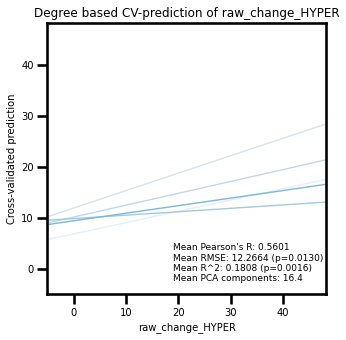 Degree based CV-prediction of raw_change_HYPER
Cross-validated prediction
40
30
20
10
0
Mean Pearson's R: 0.5601
Mean RMSE: 12.2664 (p=0.0130)
Mean R^2: 0.1808 (p=0.0016)
Mean PCA components: 16.4
0 10 20 30 40
raw_change_HYPER